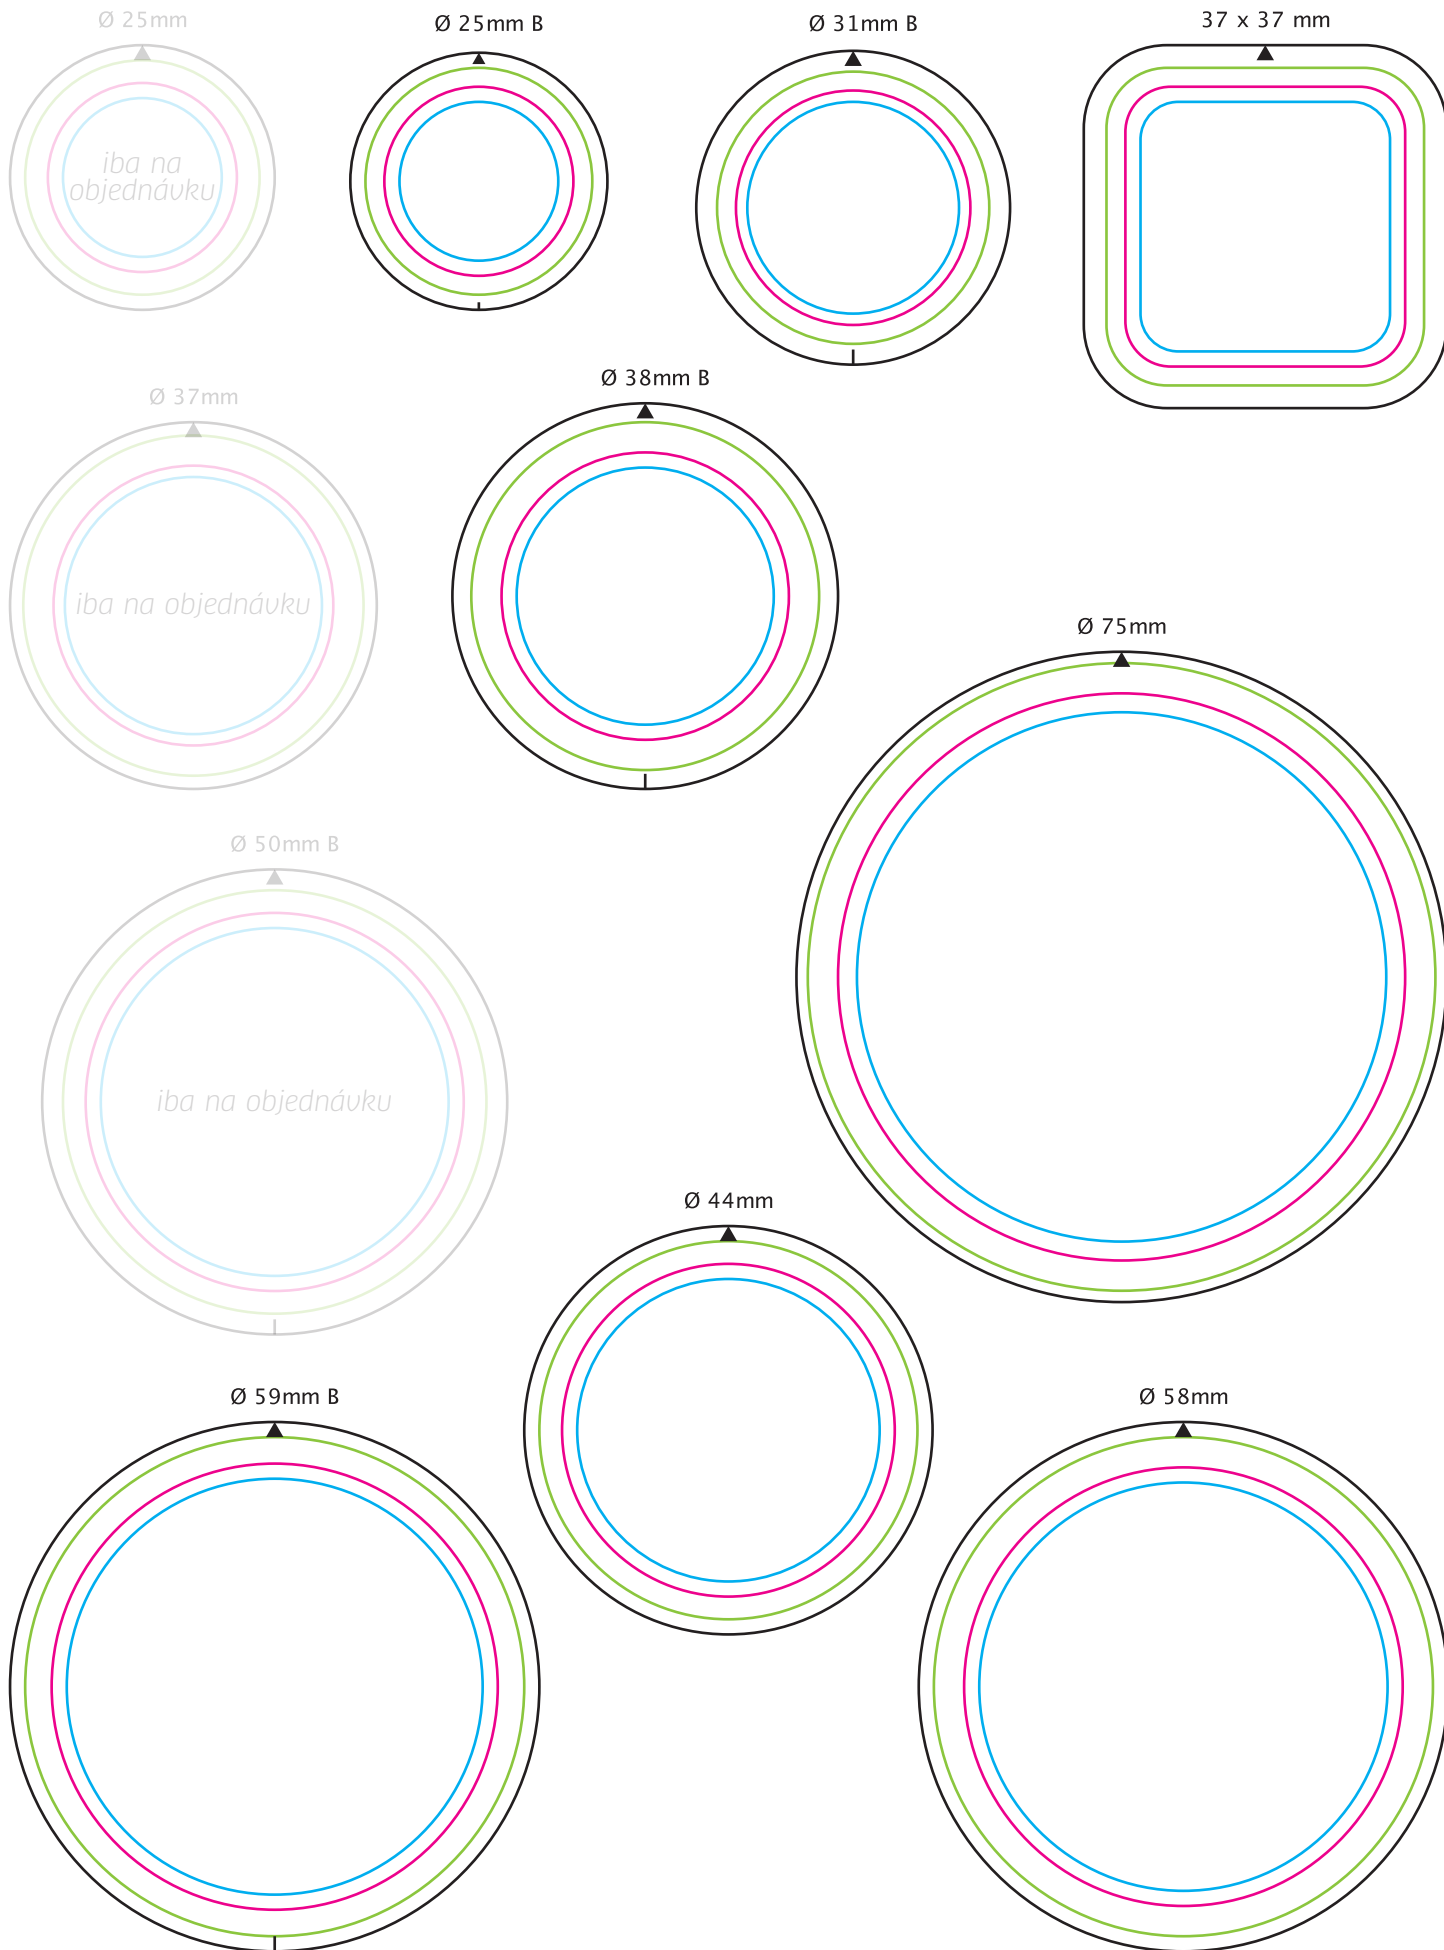 Ø 25mm
Ø 25mm B
Ø 31mm B
37 x 37 mm
iba na
objednávku
Ø 37mm
Ø 38mm B
iba na objednávku
Ø 75mm
Ø 50mm B
iba na objednávku
Ø 44mm
Ø 59mm B
Ø 58mm